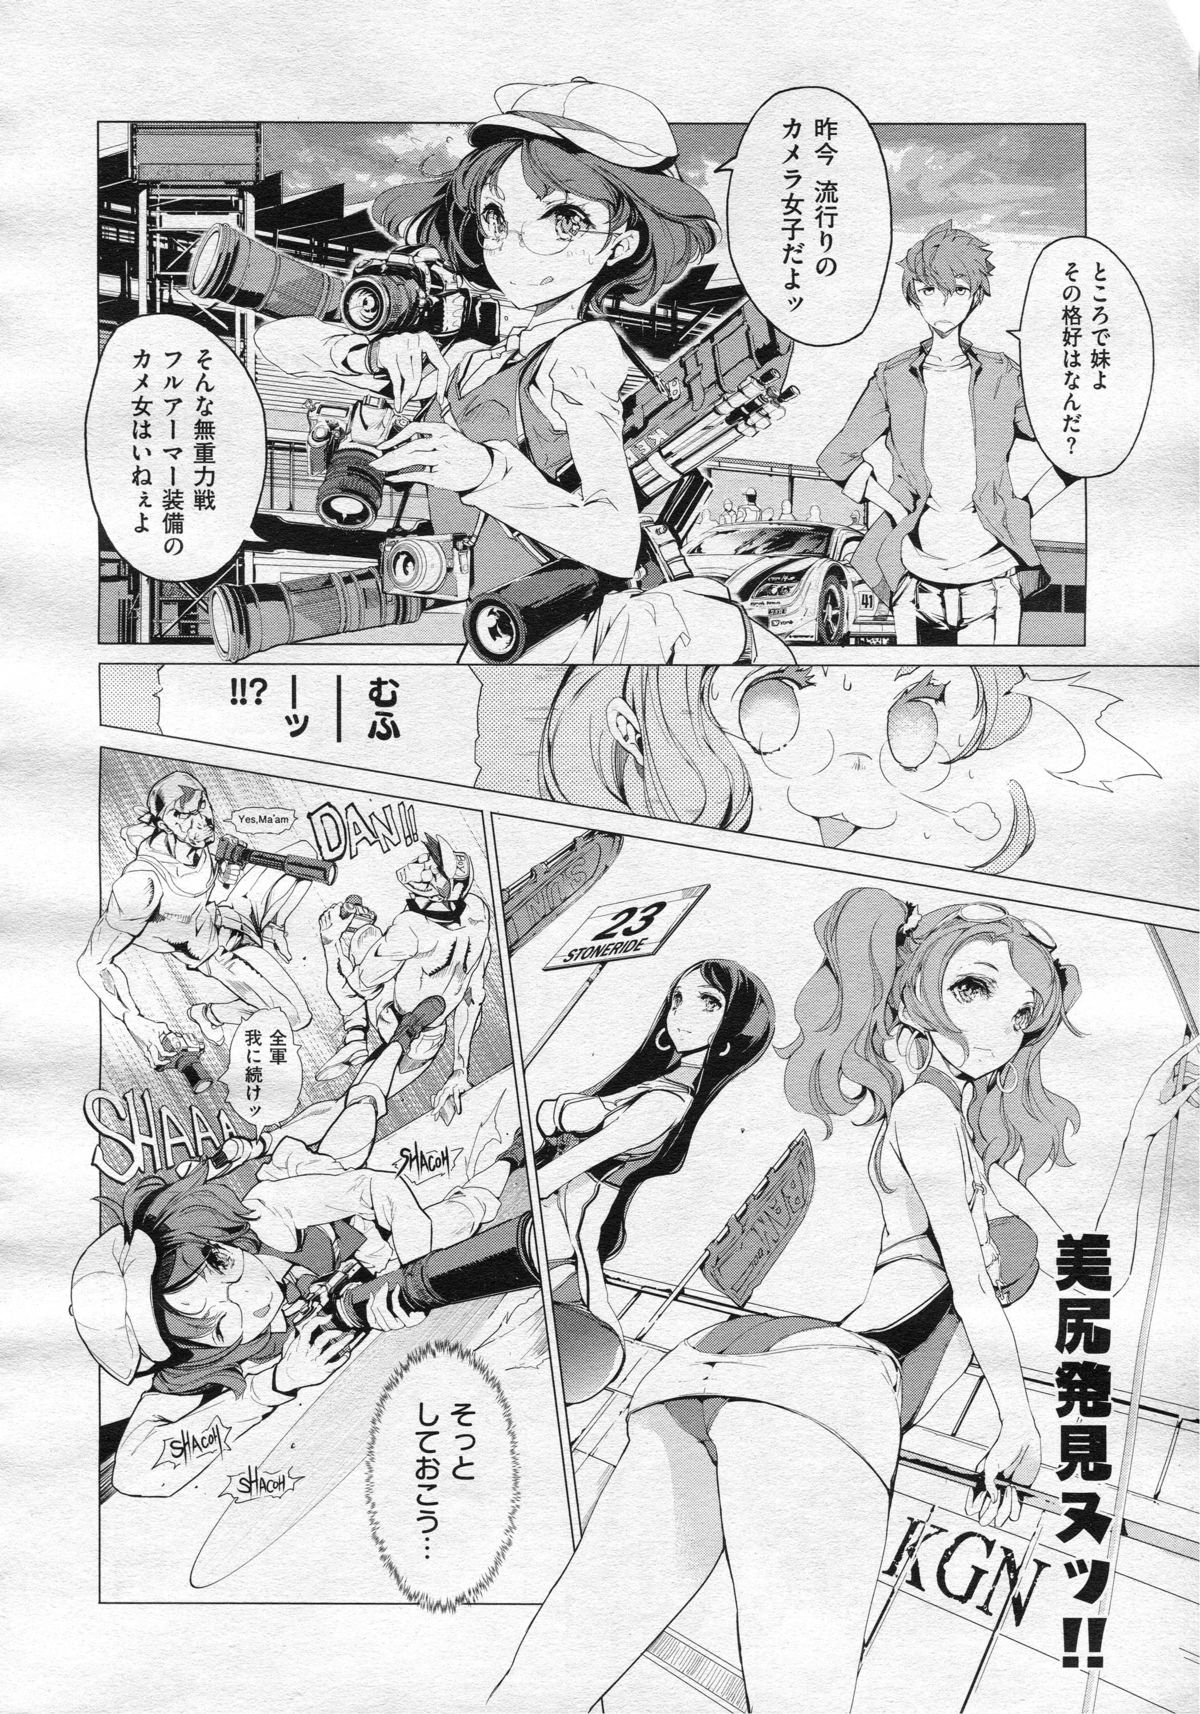 ところで妹よ
その格好はなんだ？
昨今 流行りの
カメラ女子だよッ
そんな無重力戦
フルアーマー装備の
カメ女はいねぇよ
41
むふ
ーーッ
!!?
美尻発見ヌッ!!
23
STONERIDE
KGN
Yes,Ma'am
DAN!!
全軍
我に続けッ
SHAAA
SHACOH
SHACOH
SHACOH
そっと
しておこう…